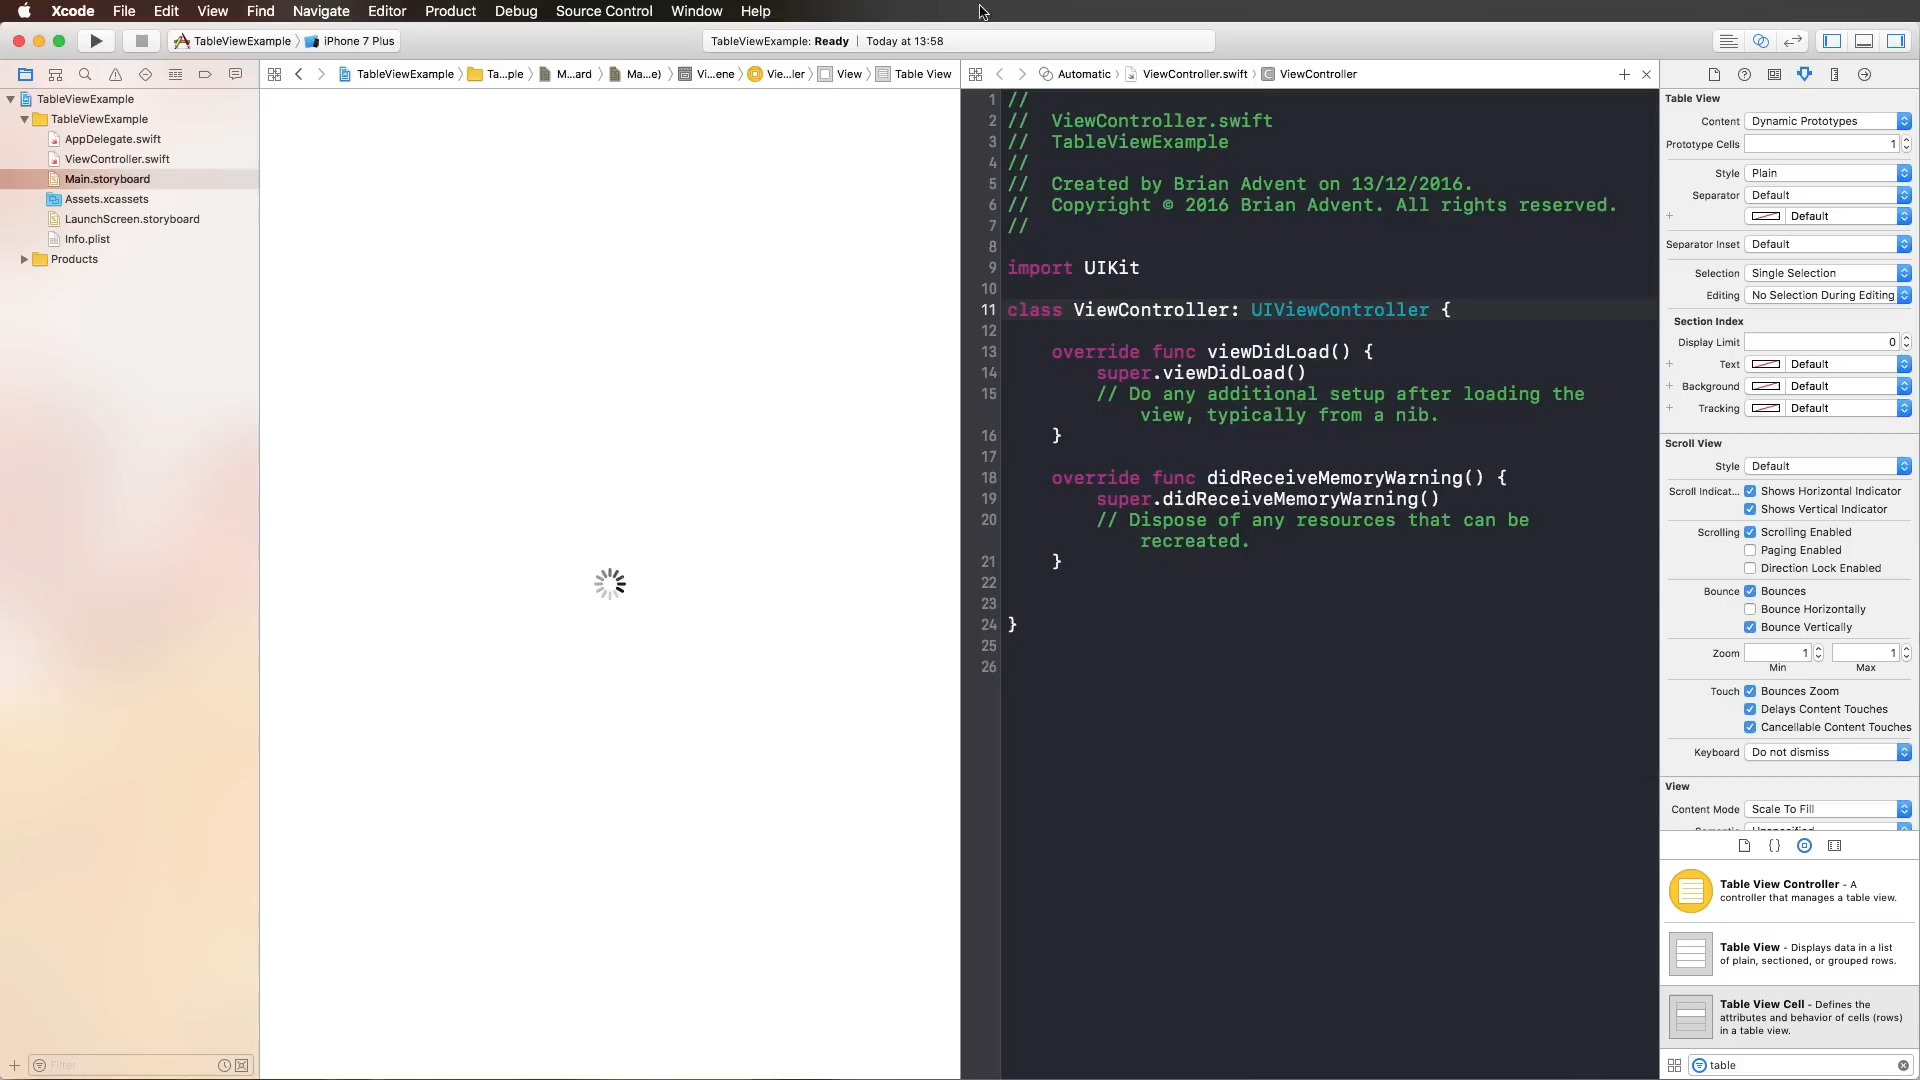 Xcode File Edit View Find Navigate Editor Product Debug Source Control Window Help
TableViewExample iPhone 7 Plus
TableViewExample: Ready | Today at 13:58
TableViewExample Ta...ple M...ard Ma...e) Vi...ene Vie...ler View Table View
Automatic ViewController.swift ViewController
TableViewExample
TableViewExample
AppDelegate.swift
ViewController.swift
Main.storyboard
Assets.xcassets
LaunchScreen.storyboard
Info.plist
Products
Filter
1 //
2 // ViewController.swift
3 // TableViewExample
4 //
5 // Created by Brian Advent on 13/12/2016.
6 // Copyright © 2016 Brian Advent. All rights reserved.
7 //
8
9 import UIKit
10
11 class ViewController: UIViewController {
12
13 override func viewDidLoad() {
14 super.viewDidLoad()
15 // Do any additional setup after loading the
view, typically from a nib.
16 }
17
18 override func didReceiveMemoryWarning() {
19 super.didReceiveMemoryWarning()
20 // Dispose of any resources that can be
recreated.
21 }
22
23
24 }
25
26
Table View
Content Dynamic Prototypes
Prototype Cells 1
Style Plain
Separator Default
Default
Separator Inset Default
Selection Single Selection
Editing No Selection During Editing
Section Index
Display Limit 0
Text Default
Background Default
Tracking Default
Scroll View
Style Default
Scroll Indicat... Shows Horizontal Indicator
Shows Vertical Indicator
Scrolling Scrolling Enabled
Paging Enabled
Direction Lock Enabled
Bounce Bounces
Bounce Horizontally
Bounce Vertically
Zoom 1 1
Min Max
Touch Bounces Zoom
Delays Content Touches
Cancellable Content Touches
Keyboard Do not dismiss
View
Content Mode Scale To Fill
Table View Controller - A
controller that manages a table view.
Table View - Displays data in a list
of plain, sectioned, or grouped rows.
Table View Cell - Defines the
attributes and behavior of cells (rows)
in a table view.
table